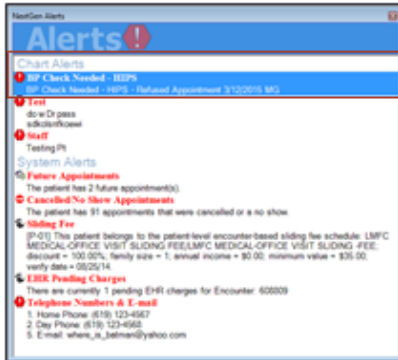 NextGen Alerts
Alerts
Chart Alerts
BP Check Needed - HIPS
BP Check Needed - HIPS - Refused Appointment 3/12/2015 MG
Test
do w Dr pass
Staff
Testing Pt
System Alerts
Future Appointments
The patient has 2 future appointment(s).
Cancelled/No Show Appointments
The patient has 91 appointments that were cancelled or a no show.
Sliding Fee
[P-01] This patient belongs to the patient-level encounter-based sliding fee schedule: LMFC
MEDICAL-OFFICE VISIT SLIDING FEE/LMFC MEDICAL-OFFICE VISIT SLIDING -FEE;
discount = 100.00%; family size = 1; annual income = $0.00; minimum value = $35.00;
verify date = 08/25/14.
EHR Pending Charges
There are currently 1 pending EHR charges for Encounter: 608809
Telephone Numbers & E-mail
1. Home Phone: (619) 123-4567
2. Day Phone: (619) 123-4568
5. E-mail: where_is_batman@yahoo.com